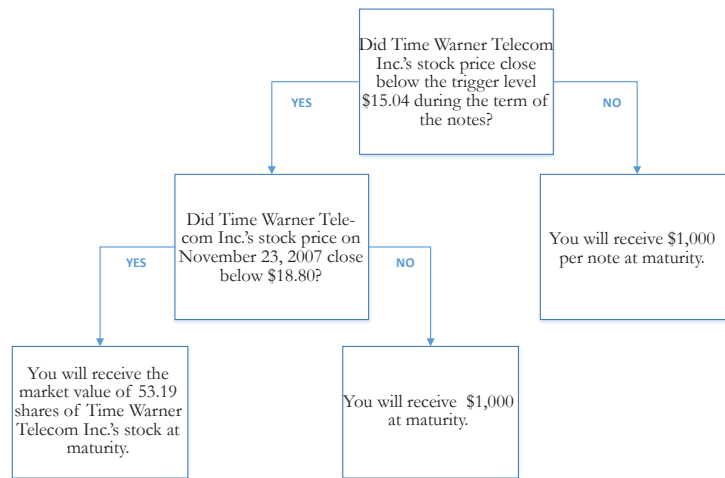 Did Time Warner Telecom
Inc.'s stock price close
below the trigger level
$15.04 during the term of
the notes?
YES
NO
Did Time Warner Tele-
com Inc.'s stock price on
November 23, 2007 close
below $18.80?
You will receive $1,000
per note at maturity.
YES
NO
You will receive the
market value of 53.19
shares of Time Warner
Telecom Inc.'s stock at
maturity.
You will receive $1,000
at maturity.